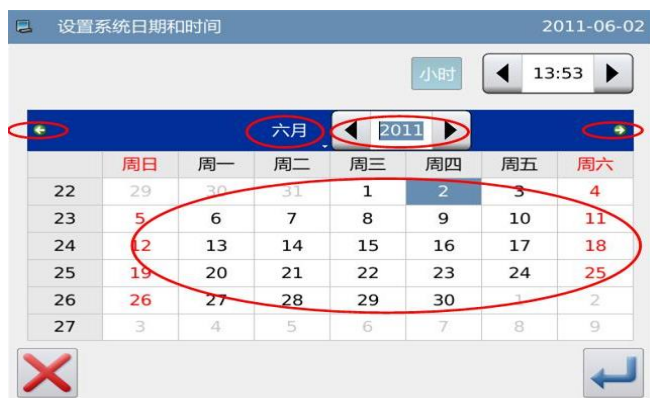 设置系统日期和时间 2011-06-02
小时 13:53
六月 2011
周日 周一 周二 周三 周四 周五 周六
22 29 30 31 1 2 3 4
23 5 6 7 8 9 10 11
24 12 13 14 15 16 17 18
25 19 20 21 22 23 24 25
26 26 27 28 29 30 1 2
27 3 4 5 6 7 8 9